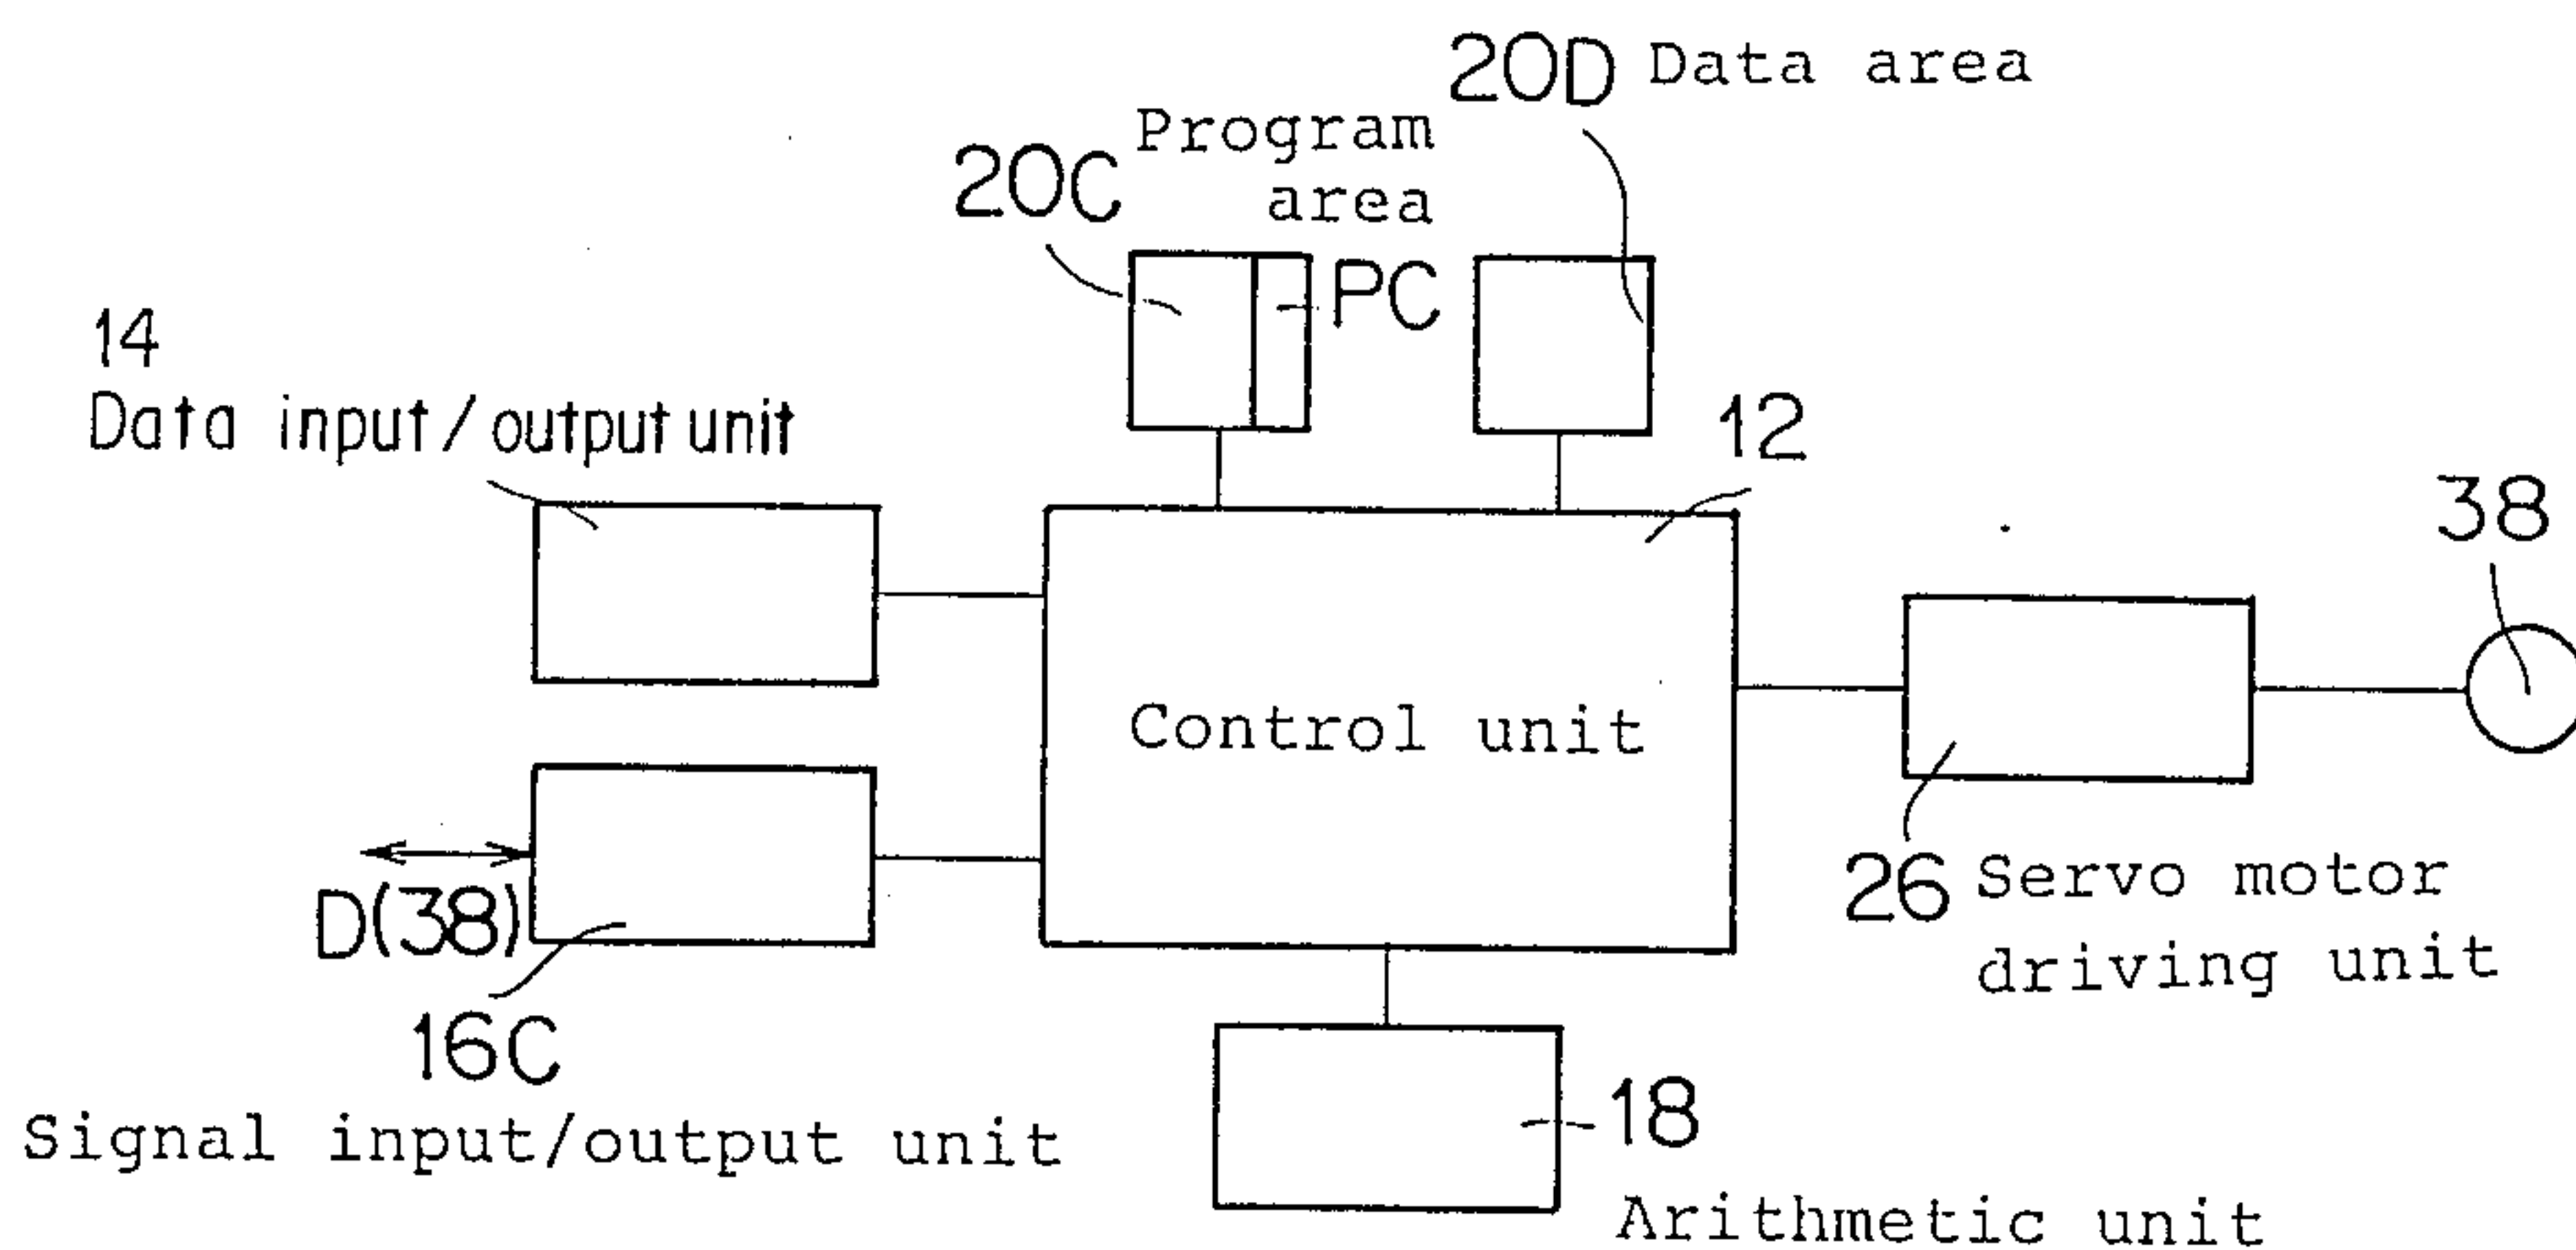 20D Data area
20C Program
area
PC
14
Data input/output unit
12
38
Control unit
D(38)
26 Servo motor
driving unit
16C
Signal input/output unit
18
Arithmetic unit